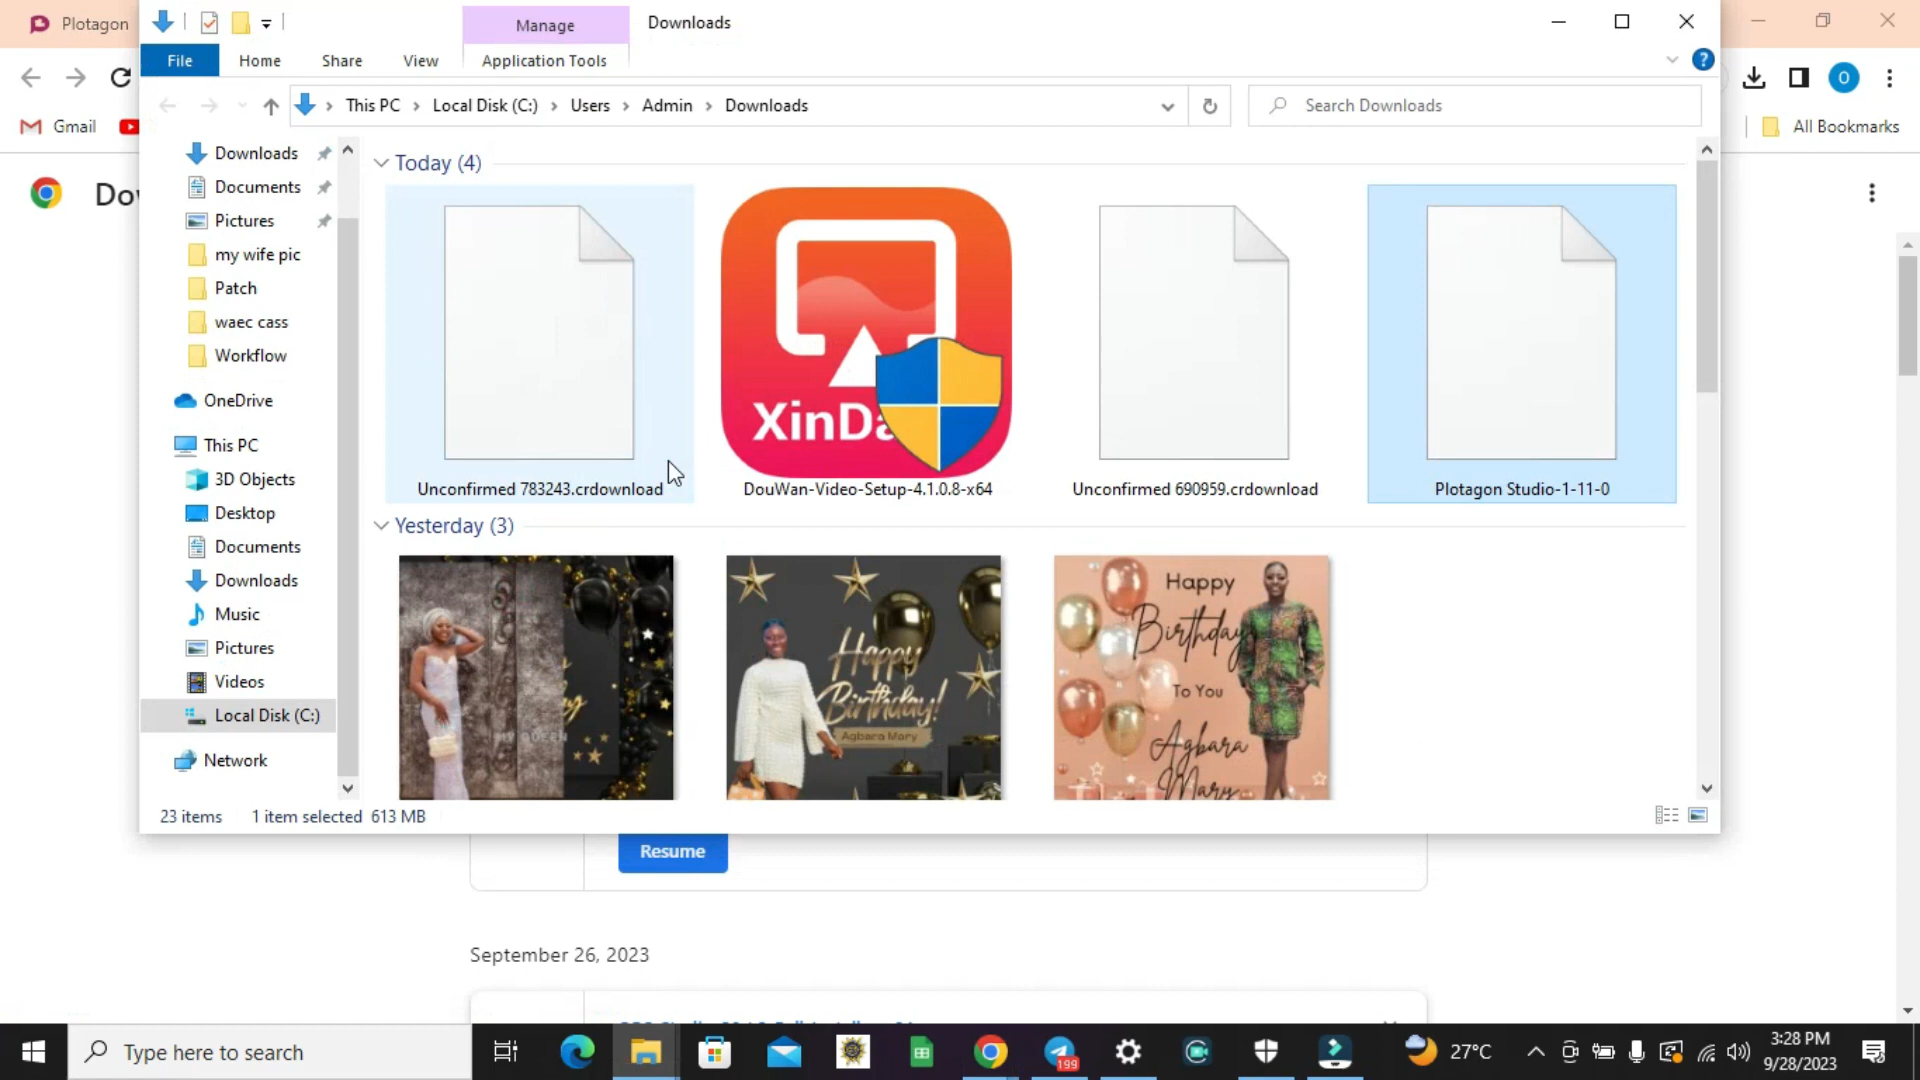 Plotagon
Manage
Downloads
File
Home
Share
View
Application Tools
This PC
Local Disk (C:)
Users
Admin
Downloads
Search Downloads
Gmail
All Bookmarks
Downloads
Documents
Pictures
my wife pic
Patch
waec cass
Workflow
OneDrive
This PC
3D Objects
Desktop
Documents
Downloads
Music
Pictures
Videos
Local Disk (C:)
Network
Today (4)
XinDa
Unconfirmed 783243.crdownload
DouWan-Video-Setup-4.1.0.8-x64
Unconfirmed 690959.crdownload
Plotagon Studio-1-11-0
Yesterday (3)
Happy
Birthday!
Agbara Mary
Happy
Birthday
To You
Agbara
Mary
23 items
1 item selected 613 MB
Resume
September 26, 2023
Type here to search
199
27°C
3:28 PM
9/28/2023
O